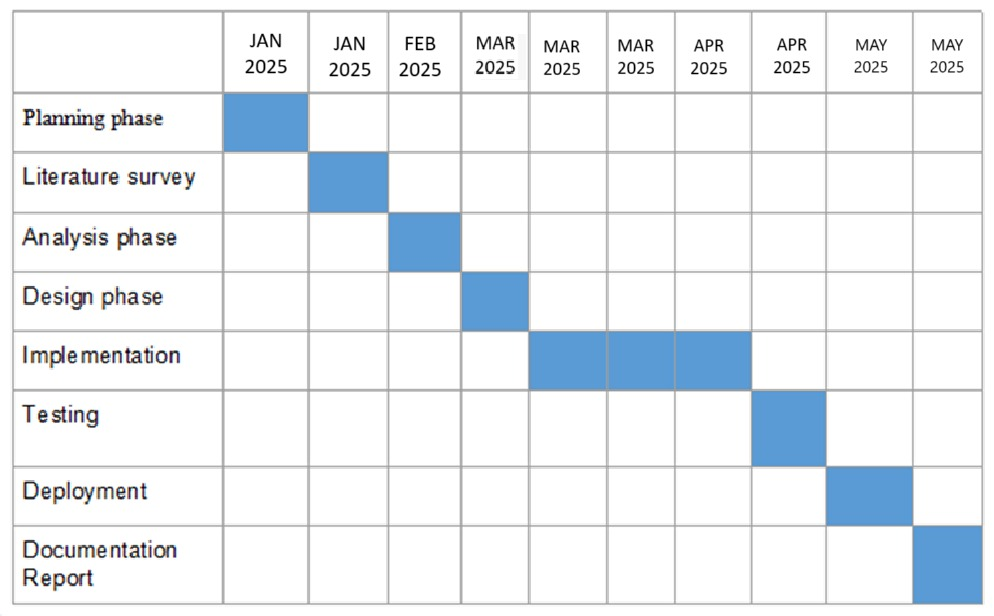 JAN JAN FEB MAR MAR MAR APR APR MAY MAY
2025 2025 2025 2025 2025 2025 2025 2025 2025 2025
Planning phase
Literature survey
Analysis phase
Design phase
Implementation
Testing
Deployment
Documentation
Report